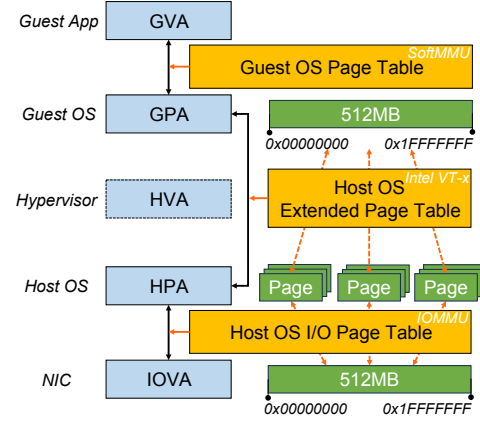 Guest App
GVA
SoftMMU
Guest OS Page Table
Guest OS
GPA
512MB
0x00000000
0x1FFFFFFF
Hypervisor
HVA
Intel VT-x
Host OS
Extended Page Table
Host OS
HPA
Page
Page
Page
IOMMU
Host OS I/O Page Table
NIC
IOVA
512MB
0x00000000
0x1FFFFFFF